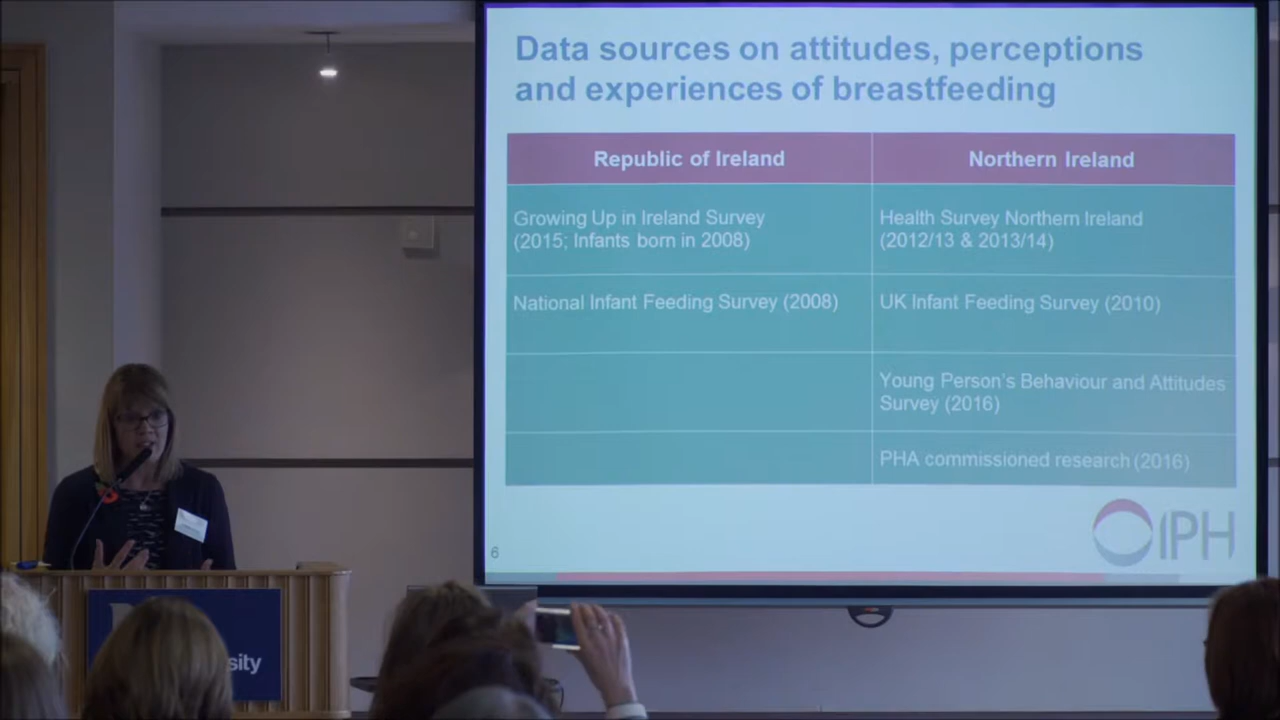 Data sources on attitudes, perceptions
and experiences of breastfeeding
Republic of Ireland
Northern Ireland
Growing Up in Ireland Survey
(2015; Infants born in 2008)
Health Survey Northern Ireland
(2012/13 & 2013/14)
National Infant Feeding Survey (2008)
UK Infant Feeding Survey (2010)
Young Person's Behaviour and Attitudes
Survey (2016)
PHA commissioned research (2016)
IPH
6
sity